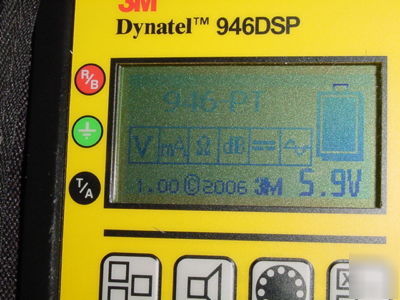 3M
Dynatel™ 946DSP
R/B
946-PT
V mA Ω dB
T/A
1.00 ©2006 3M 5.9V